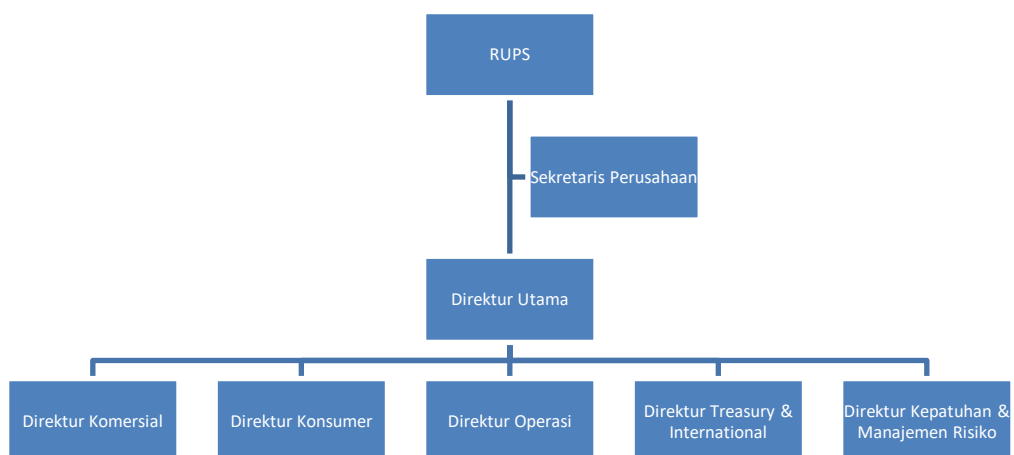 RUPS
Sekretaris Perusahaan
Direktur Utama
Direktur Komersial
Direktur Konsumer
Direktur Operasi
Direktur Treasury &
International
Direktur Kepatuhan &
Manajemen Risiko